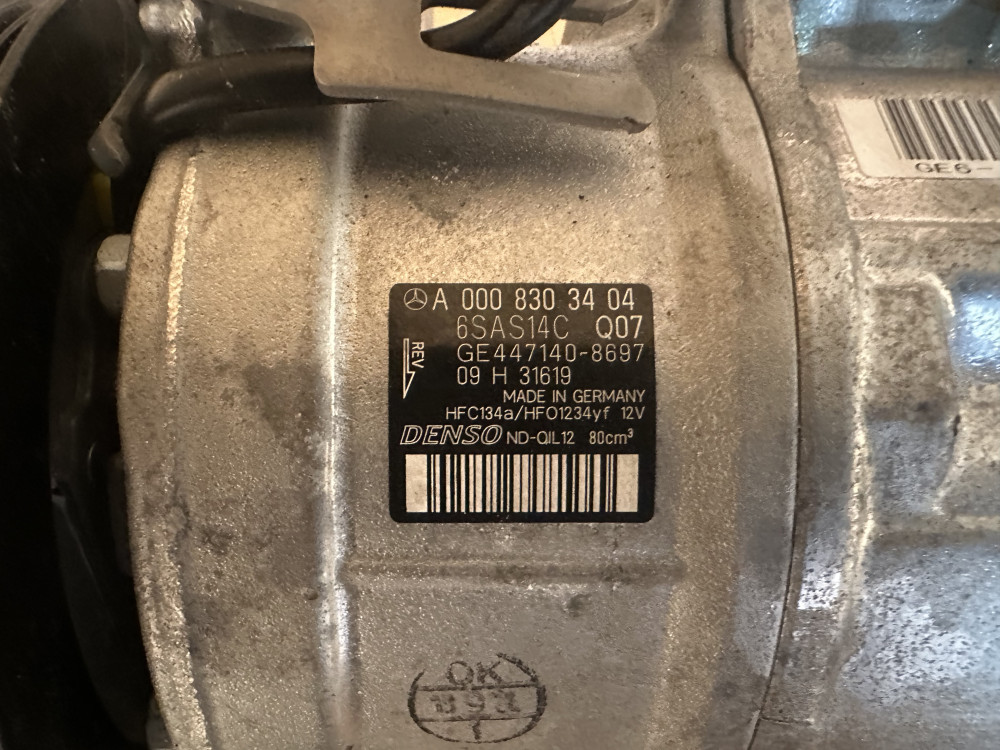 GE6-
A 000 830 34 04
6SAS14C Q07
REV
GE447140-8697
09 H 31619
MADE IN GERMANY
HFC134a/HFO1234yf 12V
DENSO ND-OIL12 80cm³
OK
1